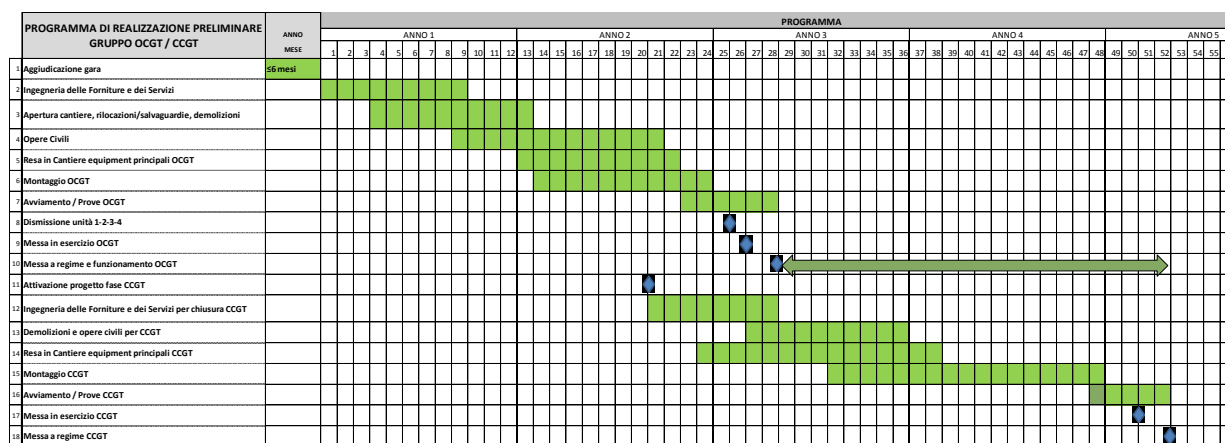 PROGRAMMA DI REALIZZAZIONE PRELIMINARE
GRUPPO OCGT / CCGT
ANNO
MESE
PROGRAMMA
ANNO 1 ANNO 2 ANNO 3 ANNO 4 ANNO 5
1 2 3 4 5 6 7 8 9 10 11 12 13 14 15 16 17 18 19 20 21 22 23 24 25 26 27 28 29 30 31 32 33 34 35 36 37 38 39 40 41 42 43 44 45 46 47 48 49 50 51 52 53 54 55
1 Aggiudicazione gara ≤6 mesi
2 Ingegneria delle Forniture e dei Servizi
3 Apertura cantiere, rilocazioni/salvaguardie, demolizioni
4 Opere Civili
5 Resa in Cantiere equipment principali OCGT
6 Montaggio OCGT
7 Avviamento / Prove OCGT
8 Dismissione unità 1-2-3-4
9 Messa in esercizio OCGT
10 Messa a regime e funzionamento OCGT
11 Attivazione progetto fase CCGT
12 Ingegneria delle Forniture e dei Servizi per chiusura CCGT
13 Demolizioni e opere civili per CCGT
14 Resa in Cantiere equipment principali CCGT
15 Montaggio CCGT
16 Avviamento / Prove CCGT
17 Messa in esercizio CCGT
18 Messa a regime CCGT